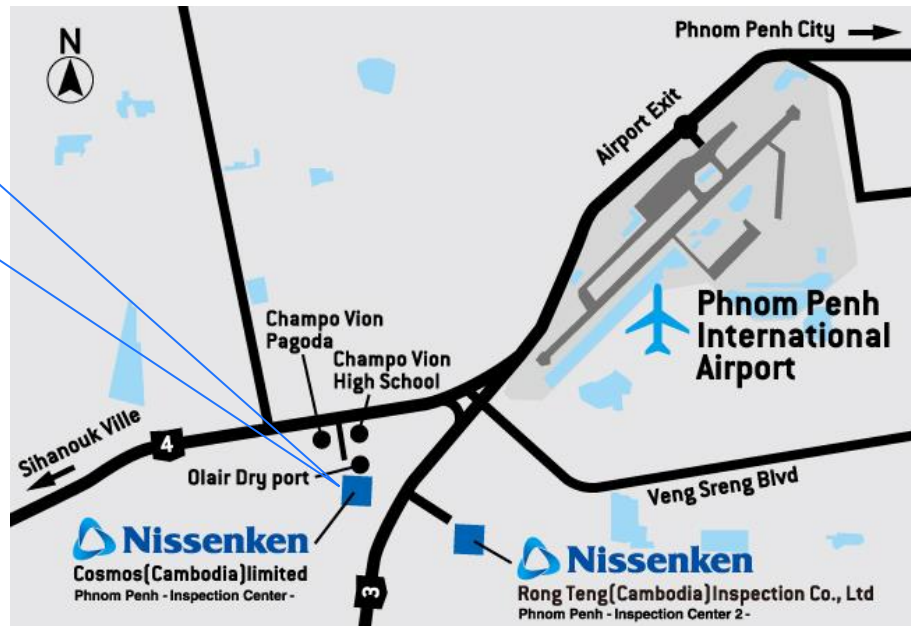 Phnom Penh City
N
Airport Exit
Phnom Penh
International
Airport
Champo Vion
Pagoda
Champo Vion
High School
Sihanouk Ville
4
Olair Dry port
Veng Sreng Blvd
Nissenken
Cosmos(Cambodia)limited
Phnom Penh - Inspection Center -
3
Nissenken
Rong Teng(Cambodia)Inspection Co., Ltd
Phnom Penh - Inspection Center 2 -